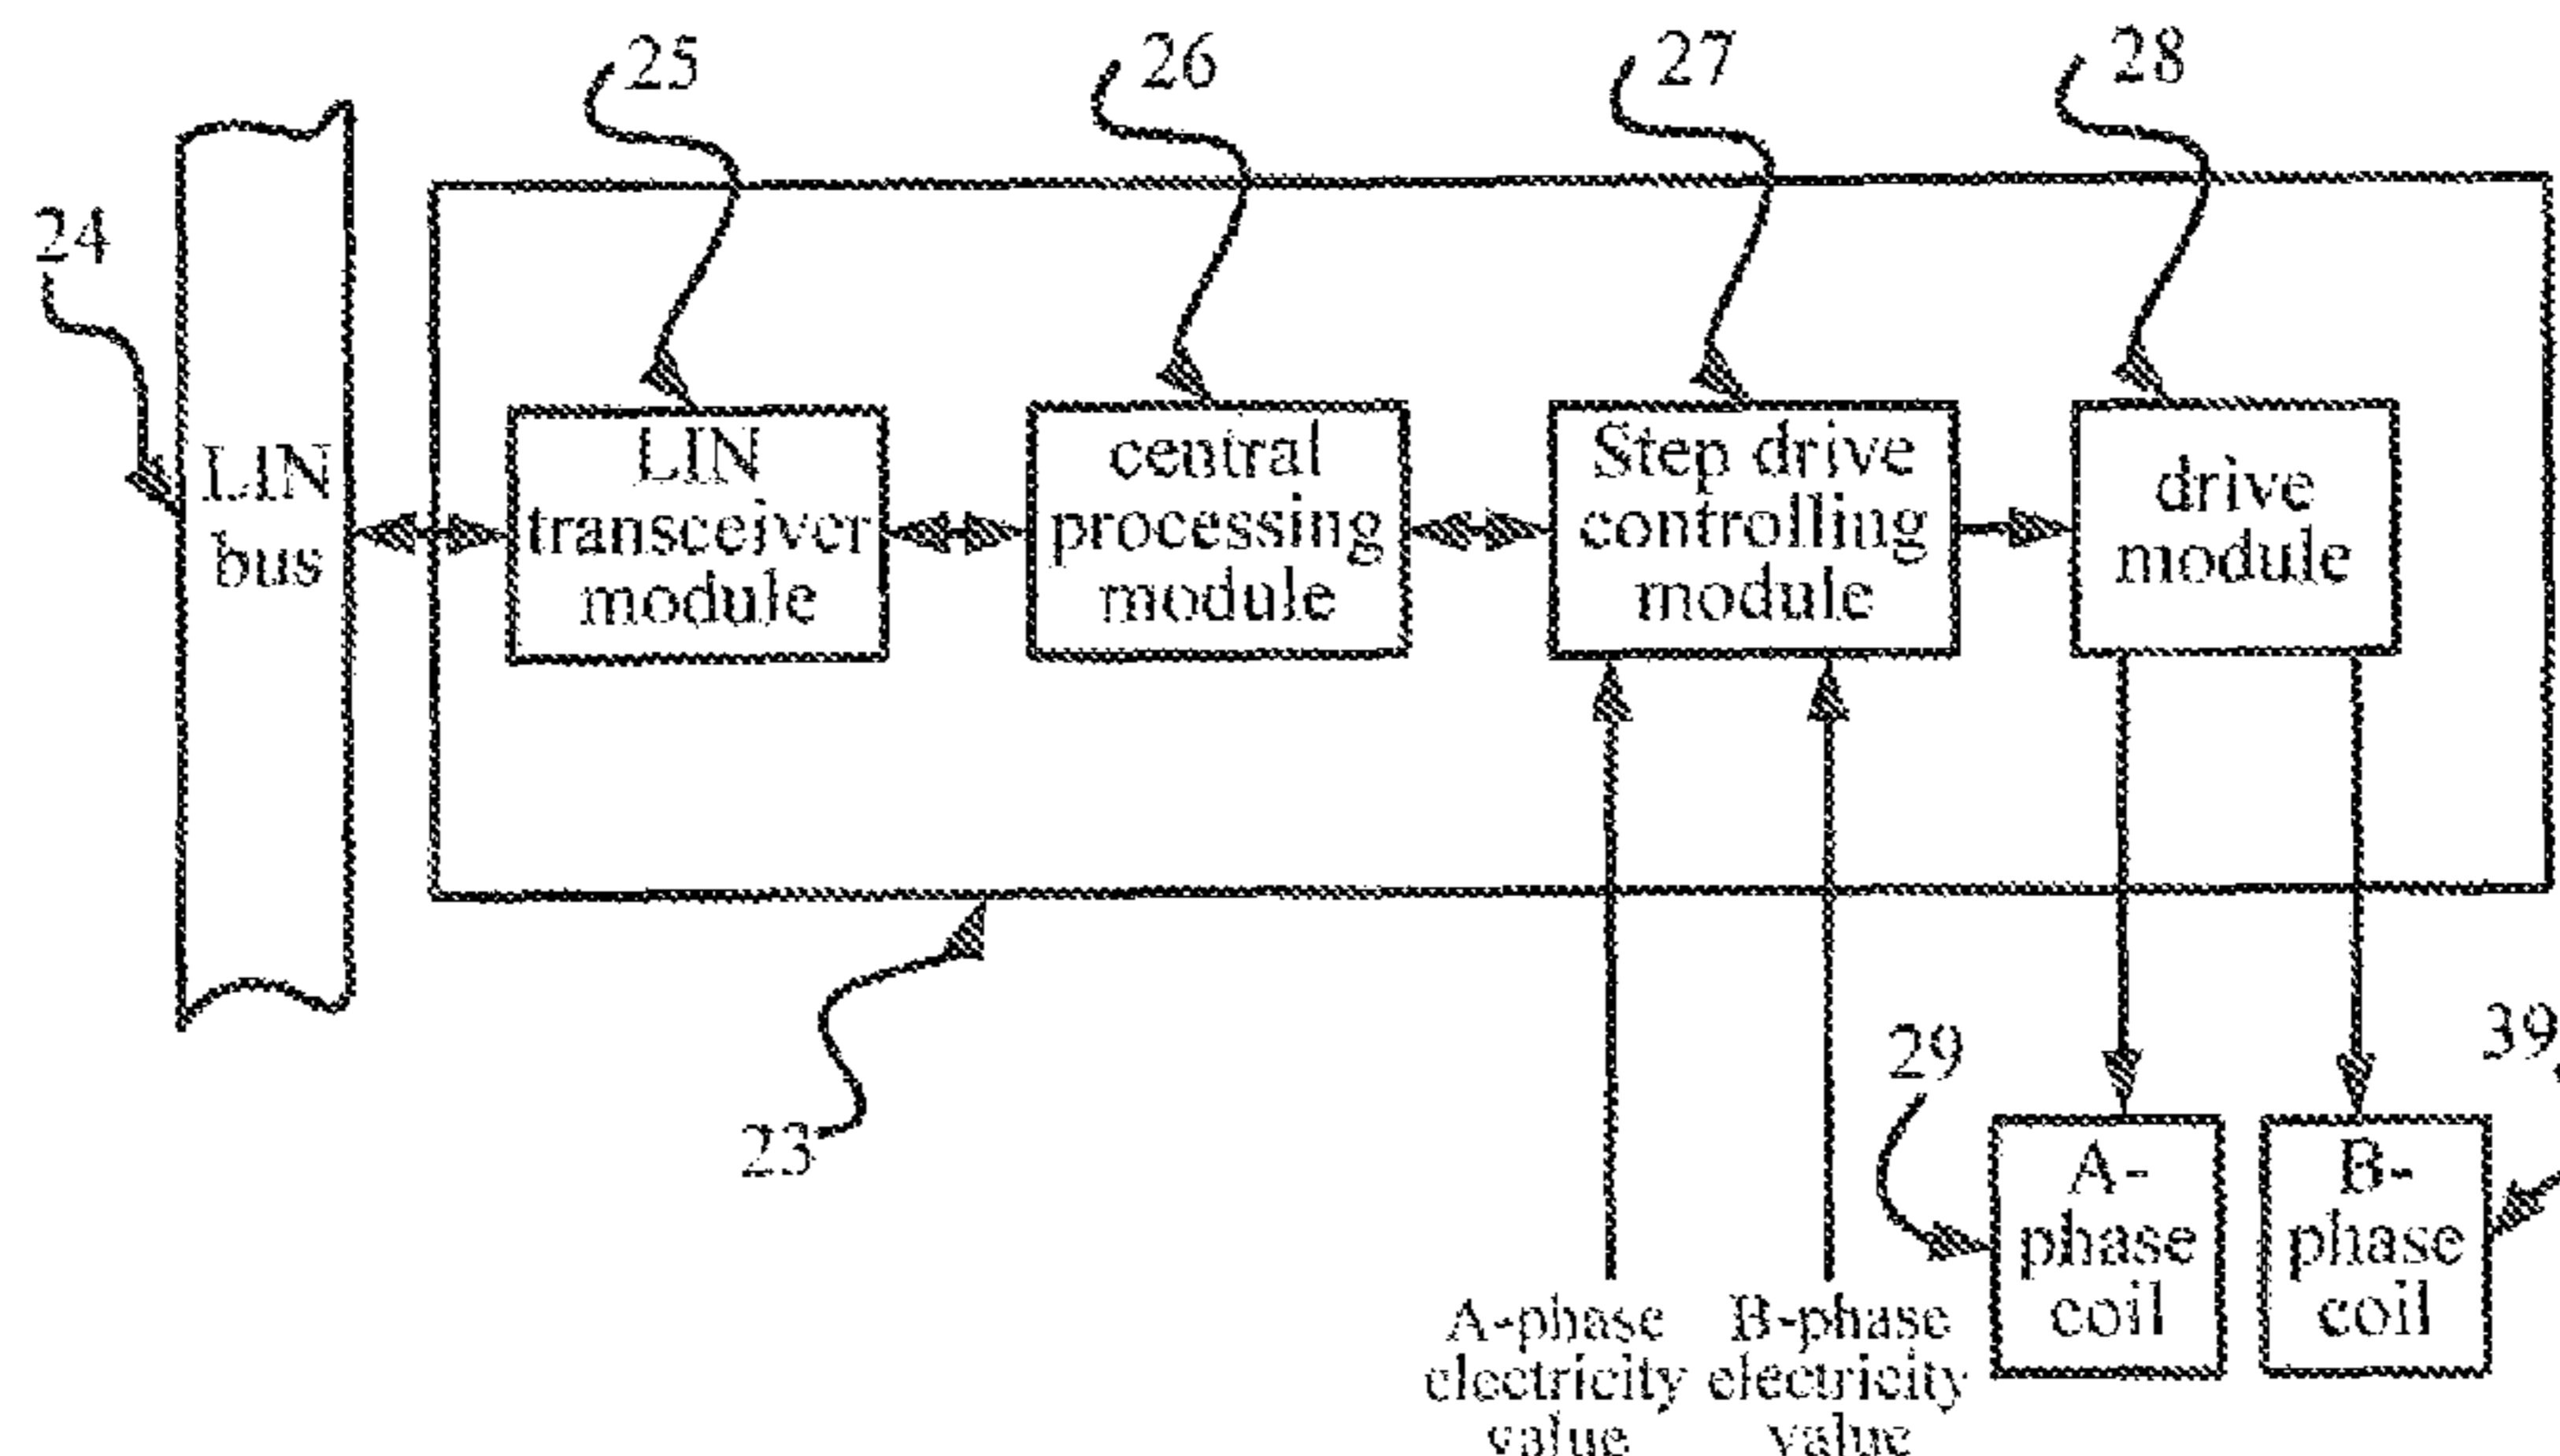 25
26
27
28
24
LIN
bus
LIN
transceiver
module
central
processing
module
Step drive
controlling
module
drive
module
23
29
39
A-
phase
coil
B-
phase
coil
A-phase
electricity
value
B-phase
electricity
value